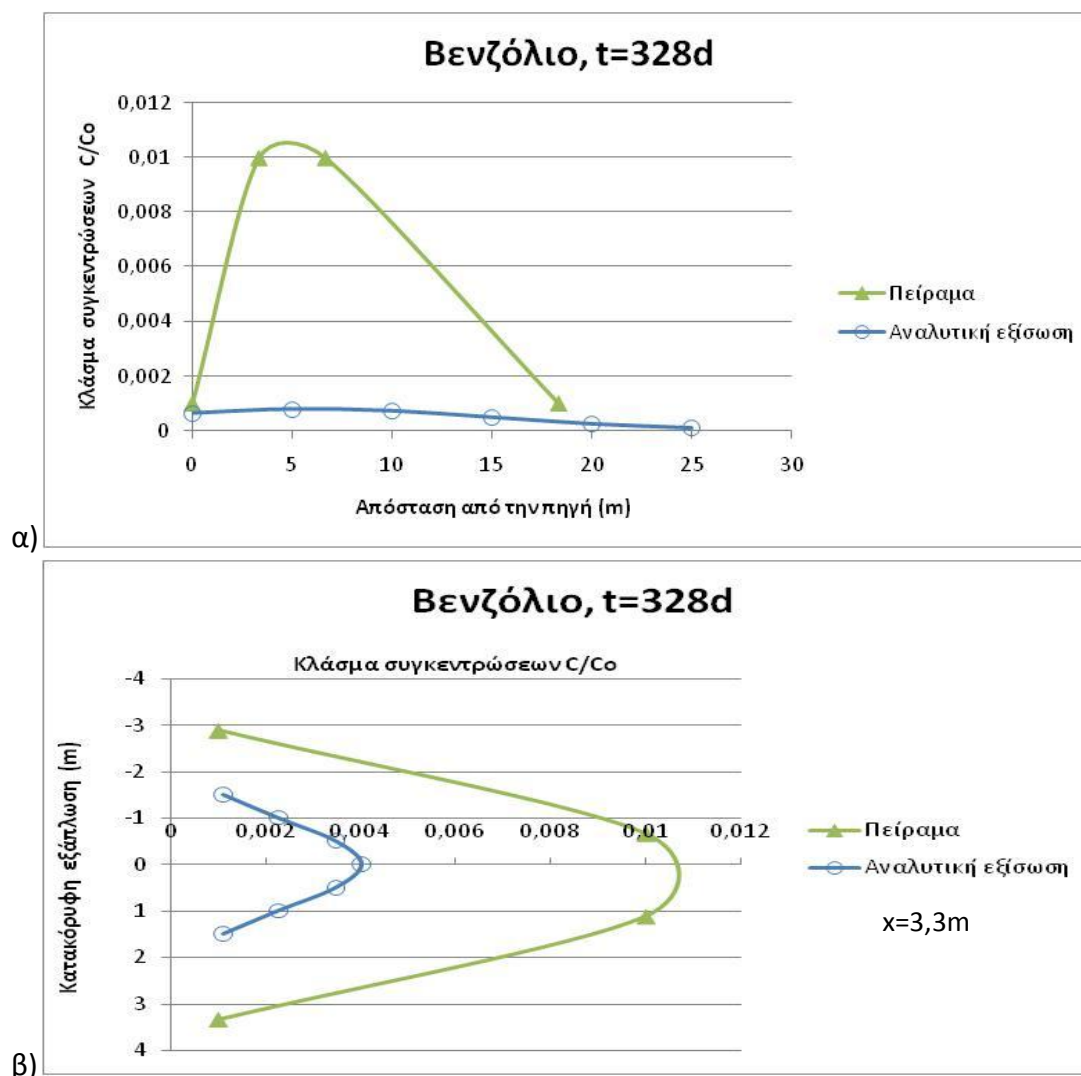 Βενζόλιο, t=328d
Κλάσμα συγκεντρώσεων C/Co
0,012
0,01
0,008
0,006
0,004
0,002
0
0 5 10 15 20 25 30
Απόσταση από την πηγή (m)
Πείραμα
Αναλυτική εξίσωση
α)
Βενζόλιο, t=328d
Κλάσμα συγκεντρώσεων C/Co
Κατακόρυφη εξάπλωση (m)
-4
-3
-2
-1
0 0,002 0,004 0,006 0,008 0,01 0,012
0
1
2
3
4
Πείραμα
Αναλυτική εξίσωση
x=3,3m
β)